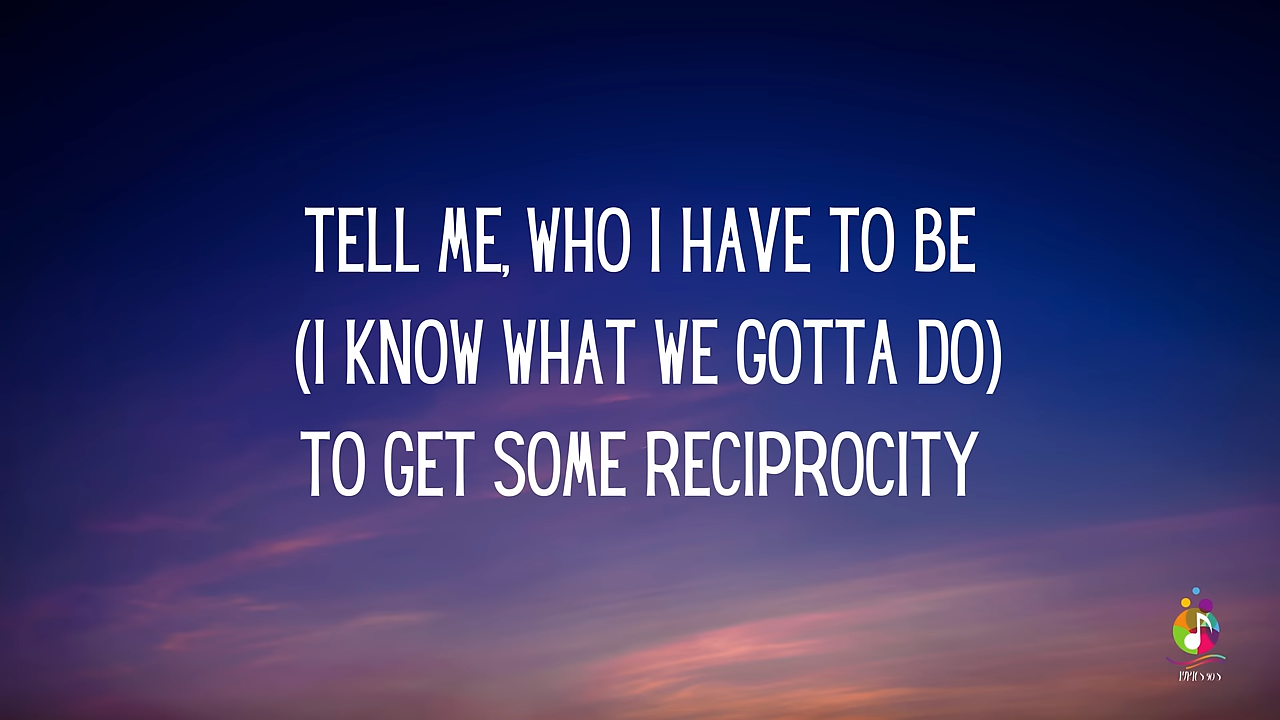 TELL ME, WHO I HAVE TO BE
(I KNOW WHAT WE GOTTA DO)
TO GET SOME RECIPROCITY